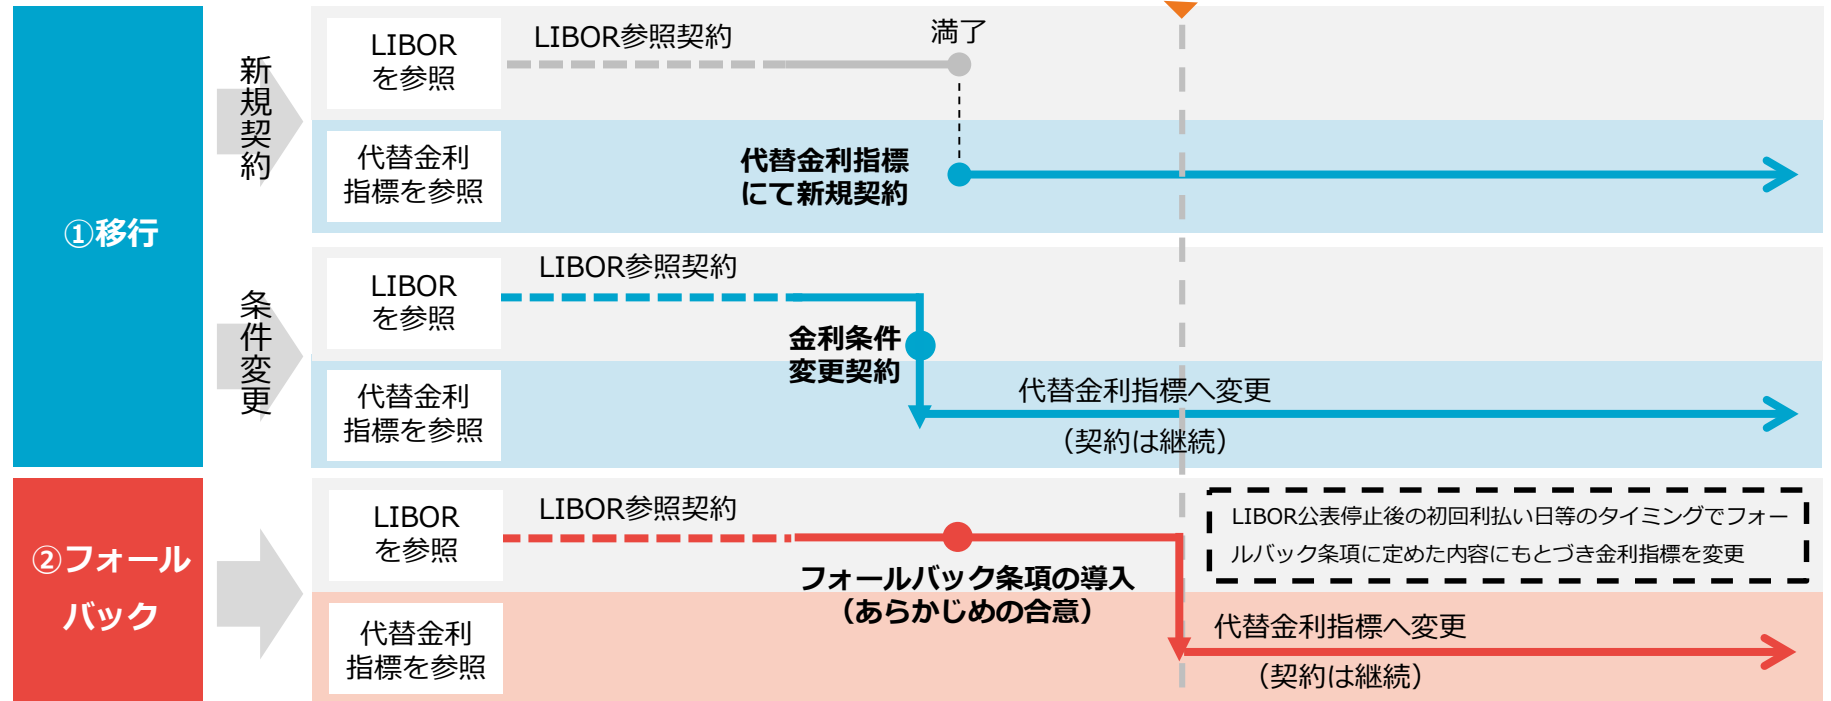 ①移行
新規契約
LIBOR
を参照
LIBOR参照契約
満了
代替金利
指標を参照
代替金利指標
にて新規契約
条件変更
LIBOR
を参照
LIBOR参照契約
金利条件
変更契約
代替金利
指標を参照
代替金利指標へ変更
（契約は継続）
②フォール
バック
LIBOR
を参照
LIBOR参照契約
フォールバック条項の導入
（あらかじめの合意）
LIBOR公表停止後の初回利払い日等のタイミングでフォー
ルバック条項に定めた内容にもとづき金利指標を変更
代替金利
指標を参照
代替金利指標へ変更
（契約は継続）